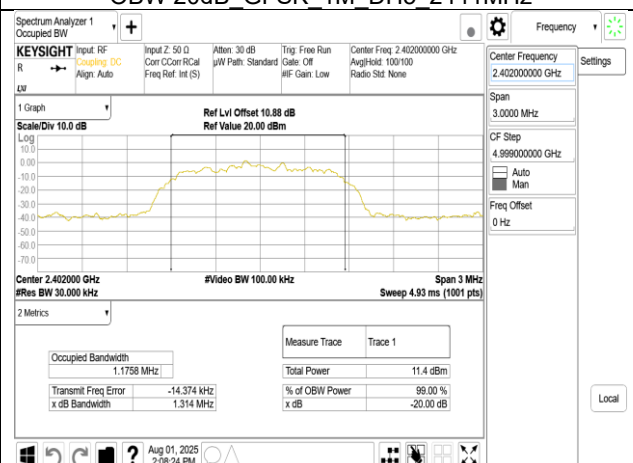 OBW 20dB_GFSK_1M_DH5_2441MHz
Spectrum Analyzer 1
Occupied BW
Frequency
KEYSIGHT
R
LXI
Input: RF
Coupling: DC
Align: Auto
Input Z: 50 Ω
Corr CCorr RCal
Freq Ref: Int (S)
Atten: 30 dB
µW Path: Standard
Trig: Free Run
Gate: Off
#IF Gain: Low
Center Freq: 2.402000000 GHz
Avg|Hold: 100/100
Radio Std: None
Center Frequency
2.402000000 GHz
Settings
Span
3.0000 MHz
CF Step
4.999000000 GHz
Auto
Man
Freq Offset
0 Hz
Local
1 Graph
Scale/Div 10.0 dB
Ref Lvl Offset 10.88 dB
Ref Value 20.00 dBm
Log
10.0
0.00
-10.0
-20.0
-30.0
-40.0
-50.0
-60.0
-70.0
Center 2.402000 GHz
#Video BW 100.00 kHz
Span 3 MHz
#Res BW 30.000 kHz
Sweep 4.93 ms (1001 pts)
2 Metrics
Measure Trace Trace 1
Occupied Bandwidth
1.1758 MHz
Total Power 11.4 dBm
Transmit Freq Error -14.374 kHz
% of OBW Power 99.00 %
x dB Bandwidth 1.314 MHz
x dB -20.00 dB
?
Aug 01, 2025
2:08:24 PM